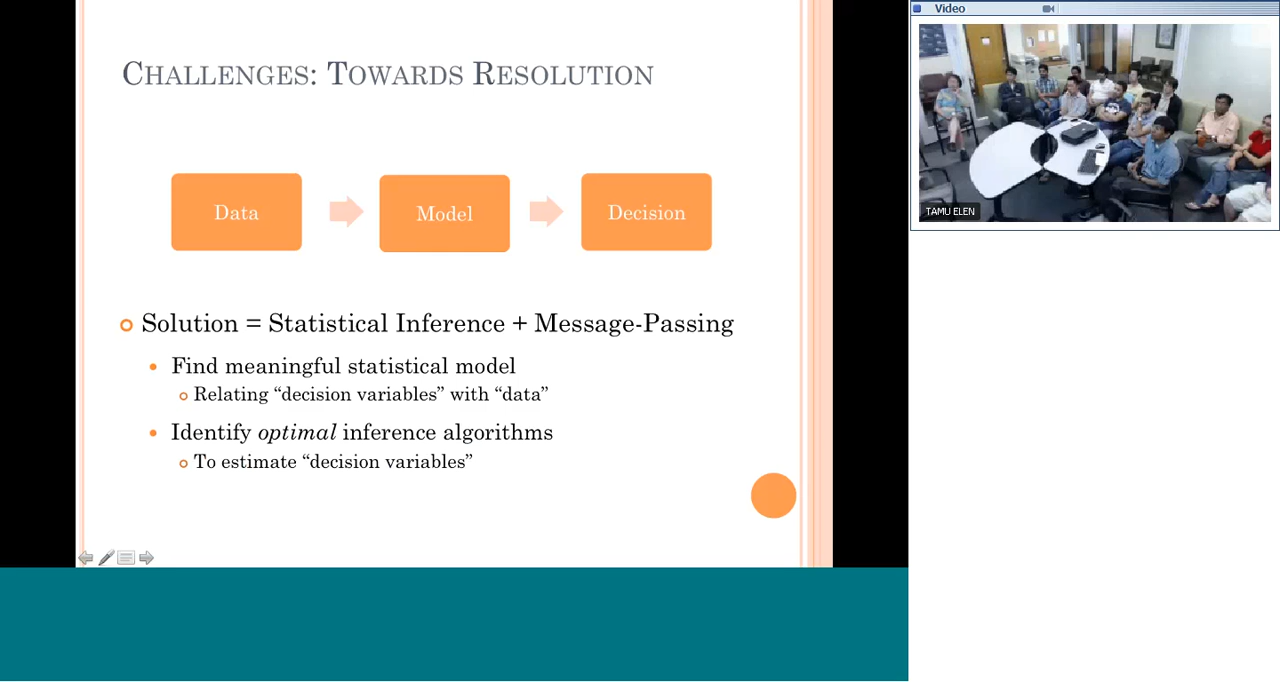 Challenges: Towards Resolution
Data
Model
Decision
Solution = Statistical Inference + Message-Passing
Find meaningful statistical model
Relating “decision variables” with “data”
Identify optimal inference algorithms
To estimate “decision variables”
Video
TAMU ELEN